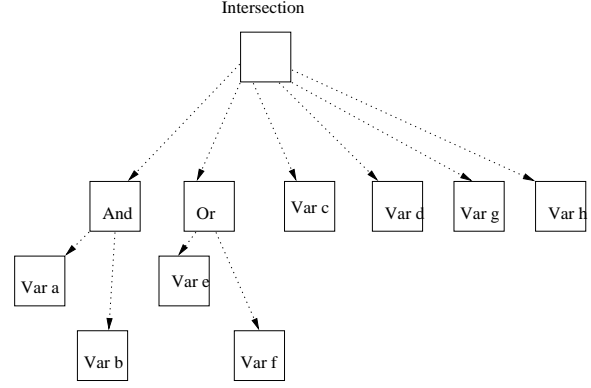 Intersection
And
Or
Var c
Var d
Var g
Var h
Var a
Var e
Var b
Var f